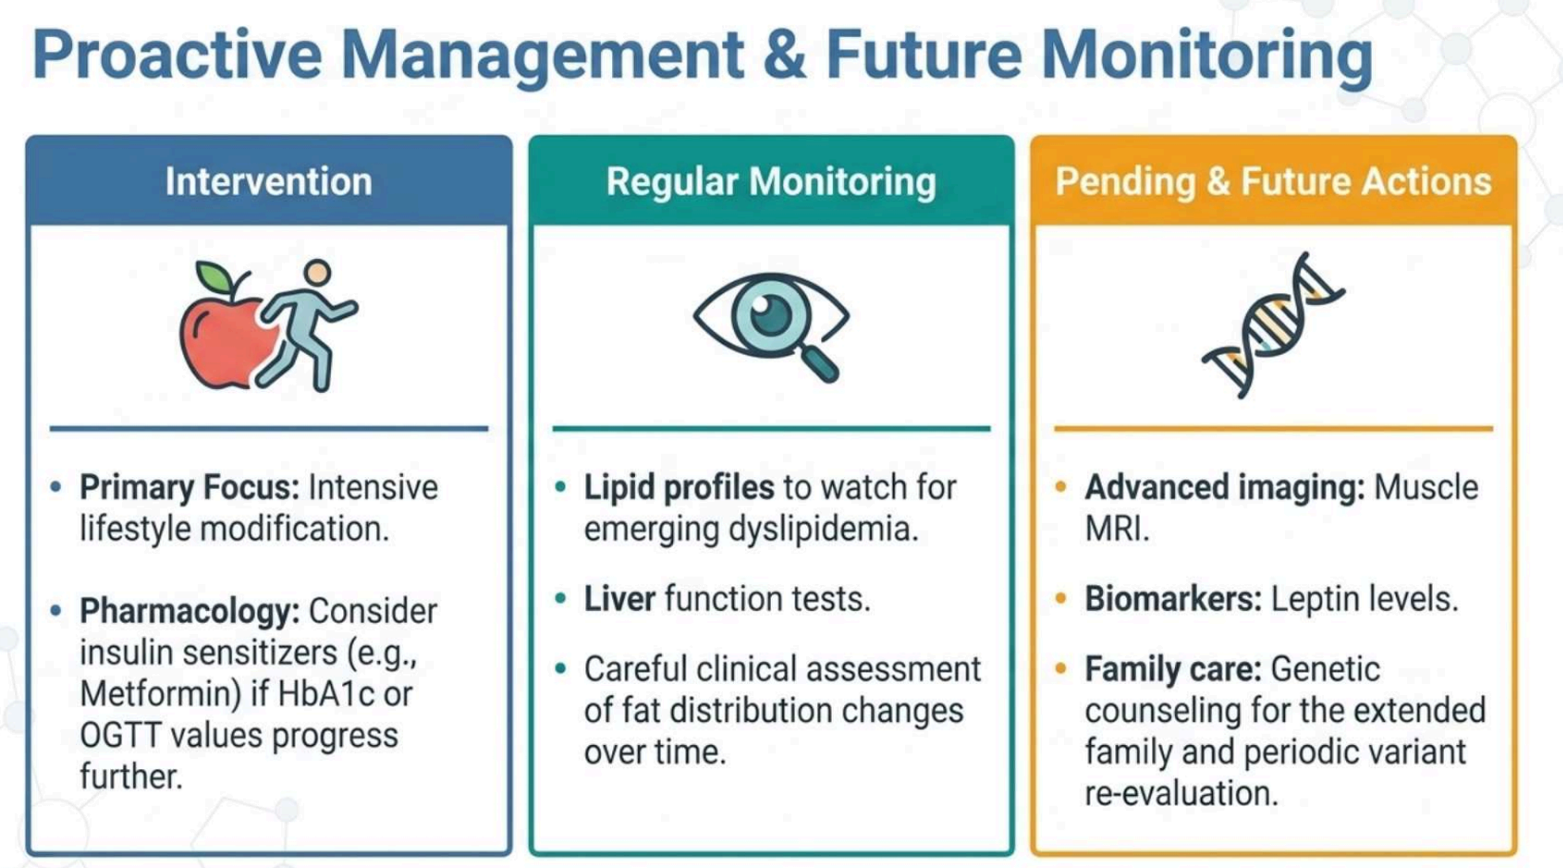 Proactive Management & Future Monitoring
Intervention
• Primary Focus: Intensive
lifestyle modification.
• Pharmacology: Consider
insulin sensitizers (e.g.,
Metformin) if HbA1c or
OGTT values progress
further.
Regular Monitoring
• Lipid profiles to watch for
emerging dyslipidemia.
• Liver function tests.
• Careful clinical assessment
of fat distribution changes
over time.
Pending & Future Actions
• Advanced imaging: Muscle
MRI.
• Biomarkers: Leptin levels.
• Family care: Genetic
counseling for the extended
family and periodic variant
re-evaluation.